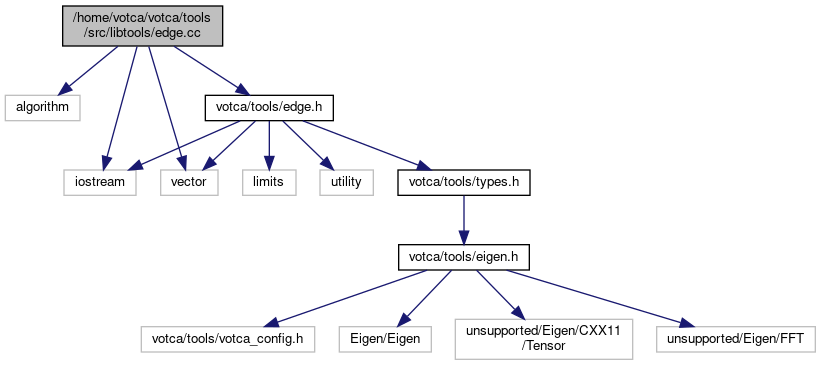 /home/votca/votca/tools
/src/libtools/edge.cc
algorithm
votca/tools/edge.h
iostream
vector
limits
utility
votca/tools/types.h
votca/tools/eigen.h
votca/tools/votca_config.h
Eigen/Eigen
unsupported/Eigen/CXX11
/Tensor
unsupported/Eigen/FFT